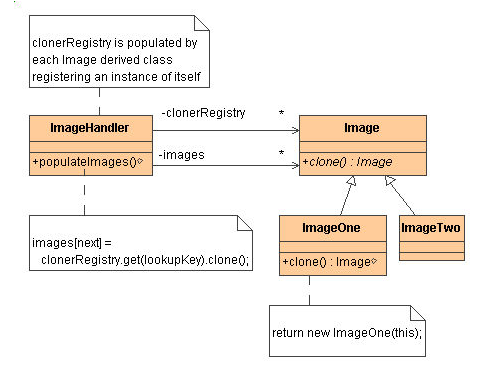 clonerRegistry is populated by
each Image derived class
registering an instance of itself
ImageHandler
+populateImages()
-clonerRegistry
*
-images
*
Image
+clone() : Image
images[next] =
clonerRegistry.get(lookupKey).clone();
ImageOne
+clone() : Image
ImageTwo
return new ImageOne(this);